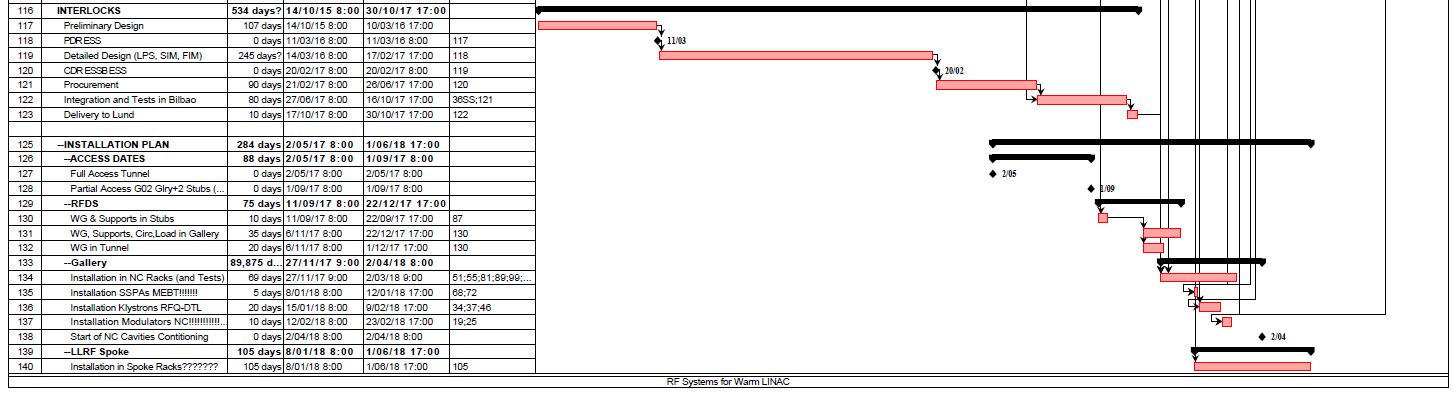 116 INTERLOCKS 534 days? 14/10/15 8:00 30/10/17 17:00
117 Preliminary Design 107 days 14/10/15 8:00 10/03/16 17:00
118 PDRESS 0 days 11/03/16 8:00 11/03/16 8:00 117 11/03
119 Detailed Design (LPS, SIM, FIM) 245 days? 14/03/16 8:00 17/02/17 17:00 118
120 CDRESSBESS 0 days 20/02/17 8:00 20/02/17 8:00 119 20/02
121 Procurement 90 days 21/02/17 8:00 26/06/17 17:00 120
122 Integration and Tests in Bilbao 80 days 27/06/17 8:00 16/10/17 17:00 36SS;121
123 Delivery to Lund 10 days 17/10/17 8:00 30/10/17 17:00 122
125 --INSTALLATION PLAN 284 days 2/05/17 8:00 1/06/18 17:00
126 --ACCESS DATES 88 days 2/05/17 8:00 1/09/17 8:00
127 Full Access Tunnel 0 days 2/05/17 8:00 2/05/17 8:00 2/05
128 Partial Access G02 Glry+2 Stubs (... 0 days 1/09/17 8:00 1/09/17 8:00 1/09
129 --RFDS 75 days 11/09/17 8:00 22/12/17 17:00
130 WG & Supports in Stubs 10 days 11/09/17 8:00 22/09/17 17:00 87
131 WG, Supports, Circ,Load in Gallery 35 days 6/11/17 8:00 22/12/17 17:00 130
132 WG in Tunnel 20 days 6/11/17 8:00 1/12/17 17:00 130
133 --Gallery 89,875 d... 27/11/17 9:00 2/04/18 8:00
134 Installation in NC Racks (and Tests) 69 days 27/11/17 9:00 2/03/18 9:00 51;55;81;89;99;...
135 Installation SSPAs MEBT!!!!!!! 5 days 8/01/18 8:00 12/01/18 17:00 68;72
136 Installation Klystrons RFQ-DTL 20 days 15/01/18 8:00 9/02/18 17:00 34;37;46
137 Installation Modulators NC!!!!!!!!!!!... 10 days 12/02/18 8:00 23/02/18 17:00 19;25
138 Start of NC Cavities Contitioning 0 days 2/04/18 8:00 2/04/18 8:00 2/04
139 --LLRF Spoke 105 days 8/01/18 8:00 1/06/18 17:00
140 Installation in Spoke Racks??????? 105 days 8/01/18 8:00 1/06/18 17:00 105
RF Systems for Warm LINAC